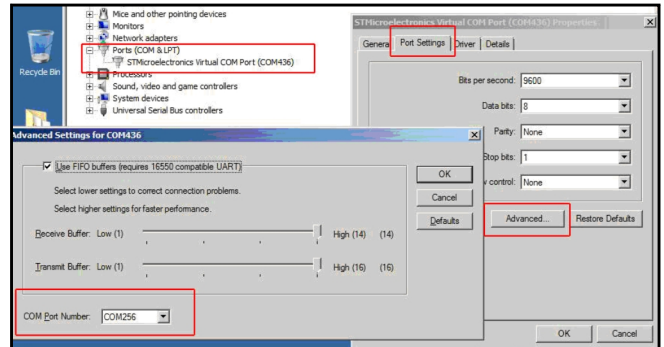 Mice and other pointing devices
Monitors
Network adapters
Ports (COM & LPT)
STMicroelectronics Virtual COM Port (COM436)
Processors
Sound, video and game controllers
System devices
Universal Serial Bus controllers
Recycle Bin
STMicroelectronics Virtual COM Port (COM436) Properties
General Port Settings Driver Details
Bits per second: 9600
Data bits: 8
Parity: None
Stop bits: 1
control: None
Advanced... Restore Defaults
OK Cancel
Advanced Settings for COM436
Use FIFO buffers (requires 16550 compatible UART)
Select lower settings to correct connection problems.
Select higher settings for faster performance.
Receive Buffer: Low (1) High (14) (14)
Transmit Buffer: Low (1) High (16) (16)
COM Port Number: COM256
OK
Cancel
Defaults